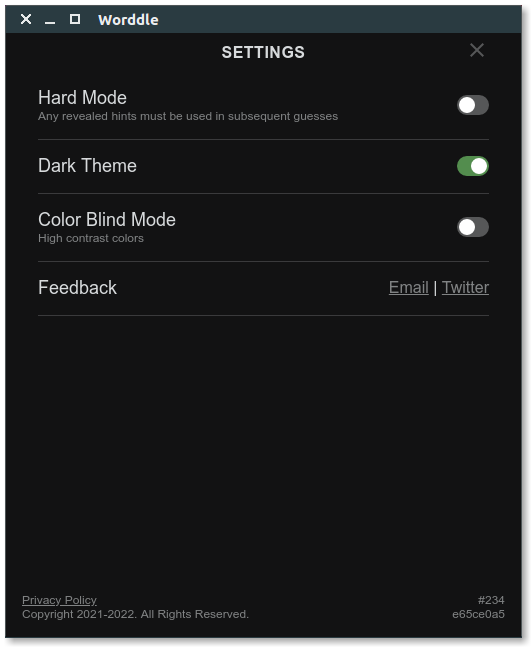 Worddle
SETTINGS
Hard Mode
Any revealed hints must be used in subsequent guesses
Dark Theme
Color Blind Mode
High contrast colors
Feedback
Email | Twitter
Privacy Policy
#234
Copyright 2021-2022. All Rights Reserved.
e65ce0a5